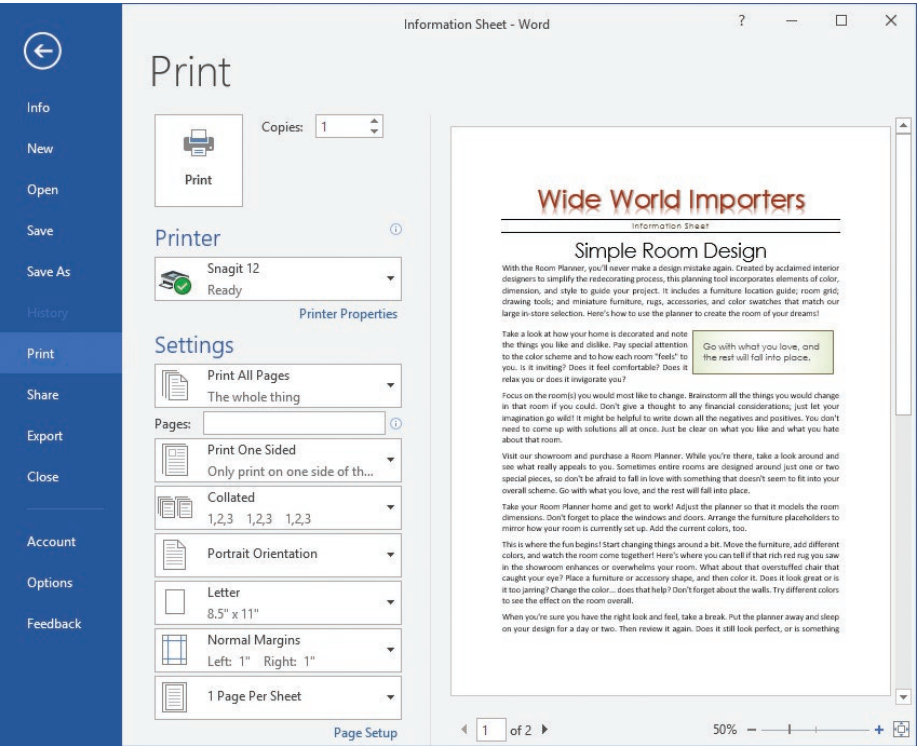 Information Sheet - Word
?
Info
New
Open
Save
Save As
History
Print
Share
Export
Close
Account
Options
Feedback
Print
Print
Copies: 1
Printer
Snagit 12
Ready
Printer Properties
Settings
Print All Pages
The whole thing
Pages:
Print One Sided
Only print on one side of th...
Collated
1,2,3 1,2,3 1,2,3
Portrait Orientation
Letter
8.5" x 11"
Normal Margins
Left: 1" Right: 1"
1 Page Per Sheet
Page Setup
Wide World Importers
Information Sheet
Simple Room Design
With the Room Planner, you'll never make a design mistake again. Created by acclaimed interior
designers to simplify the redecorating process, this planning tool incorporates elements of color,
dimension, and style to guide your project. It includes a furniture location guide; room grid;
drawing tools; and miniature furniture, rugs, accessories, and color swatches that match our
large in-store selection. Here's how to use the planner to create the room of your dreams!
Take a look at how your home is decorated and note
the things you like and dislike. Pay special attention
to the color scheme and to how each room "feels" to
you. Is it inviting? Does it feel comfortable? Does it
relax you or does it invigorate you?
Go with what you love, and
the rest will fall into place.
Focus on the room(s) you would most like to change. Brainstorm all the things you would change
in that room if you could. Don't give a thought to any financial considerations; just let your
imagination go wild! It might be helpful to write down all the negatives and positives. You don't
need to come up with solutions all at once. Just be clear on what you like and what you hate
about that room.
Visit our showroom and purchase a Room Planner. While you're there, take a look around and
see what really appeals to you. Sometimes entire rooms are designed around just one or two
special pieces, so don't be afraid to fall in love with something that doesn't seem to fit into your
overall scheme. Go with what you love, and the rest will fall into place.
Take your Room Planner home and get to work! Adjust the planner so that it models the room
dimensions. Don't forget to place the windows and doors. Arrange the furniture placeholders to
mirror how your room is currently set up. Add the current colors, too.
This is where the fun begins! Start changing things around a bit. Move the furniture, add different
colors, and watch the room come together! Here's where you can tell if that rich red rug you saw
in the showroom enhances or overwhelms your room. What about that overstuffed chair that
caught your eye? Place a furniture or accessory shape, and then color it. Does it look great or is
it too jarring? Change the color... does that help? Don't forget about the walls. Try different colors
to see the effect on the room overall.
When you're sure you have the right look and feel, take a break. Put the planner away and sleep
on your design for a day or two. Then review it again. Does it still look perfect, or is something
1 of 2
50%